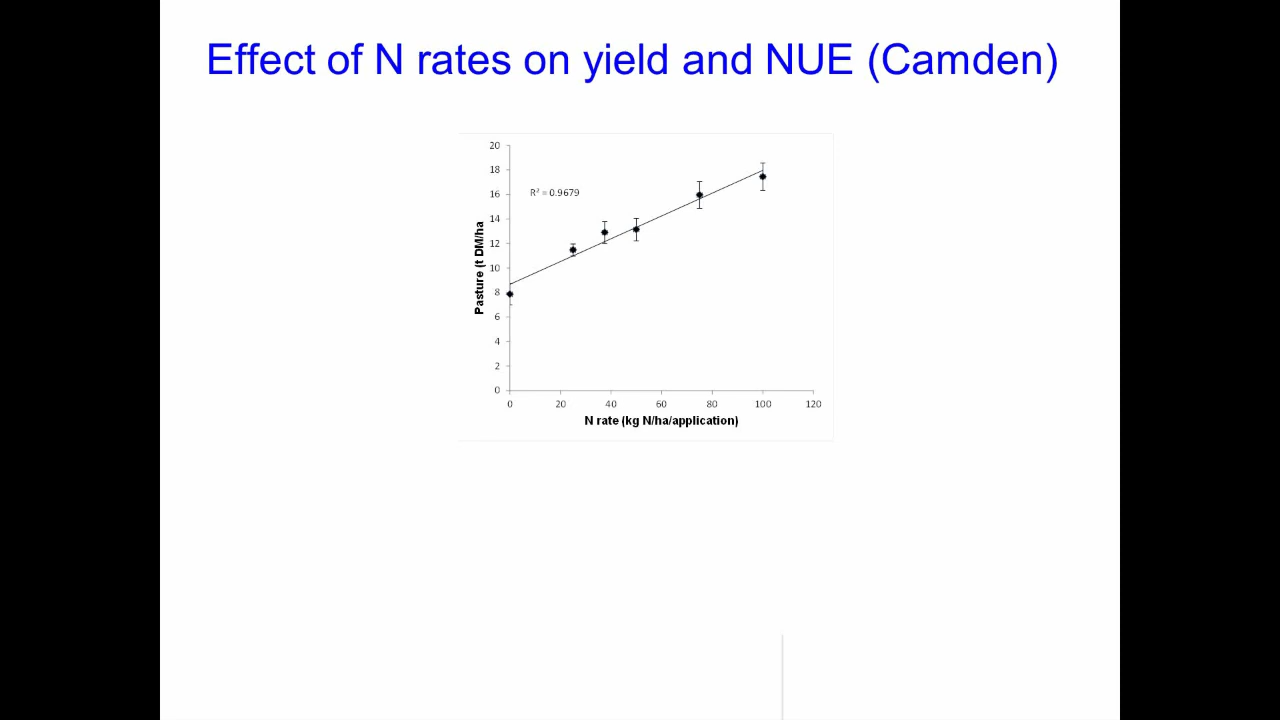 Effect of N rates on yield and NUE (Camden)
20
18
16
14
12
10
8
6
4
2
0
R² = 0.9679
Pasture (t DM/ha
0 20 40 60 80 100 120
N rate (kg N/ha/application)